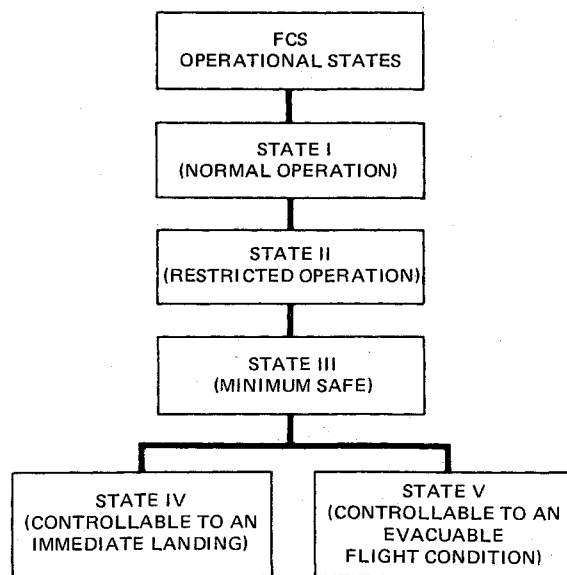 FCS
OPERATIONAL STATES
STATE I
(NORMAL OPERATION)
STATE II
(RESTRICTED OPERATION)
STATE III
(MINIMUM SAFE)
STATE IV
(CONTROLLABLE TO AN
IMMEDIATE LANDING)
STATE V
(CONTROLLABLE TO AN
EVACUABLE
FLIGHT CONDITION)